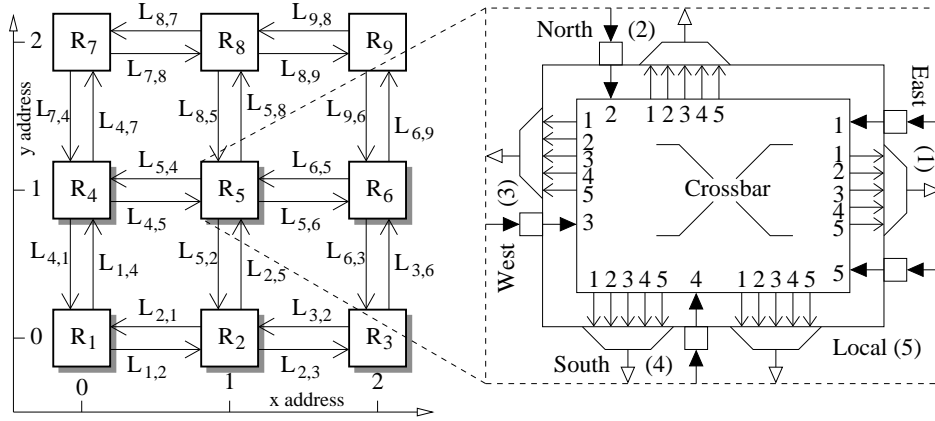 y address
2
1
0
R7
L8,7
L7,8
R8
L9,8
L8,9
R9
L7,4
L4,7
L8,5
L5,8
L9,6
L6,9
R4
L5,4
L4,5
R5
L6,5
L5,6
R6
L4,1
L1,4
L5,2
L2,5
L6,3
L3,6
R1
L2,1
L1,2
R2
L3,2
L2,3
R3
0
1
2
x address
North
(2)
2
1 2 3 4 5
East
1
(1)
1
2
3
4
5
1
2
3
4
5
(3)
West
3
Crossbar
5
1 2 3 4 5
4
1 2 3 4 5
South
(4)
Local (5)